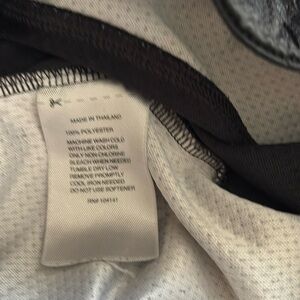 MADE IN THAILAND
100% POLYESTER
MACHINE WASH COLD
WITH LIKE COLORS
ONLY NON CHLORINE
BLEACH WHEN NEEDED
TUMBLE DRY LOW
REMOVE PROMPTLY
COOL IRON IF NEEDED
DO NOT USE SOFTENER
RN# 104141